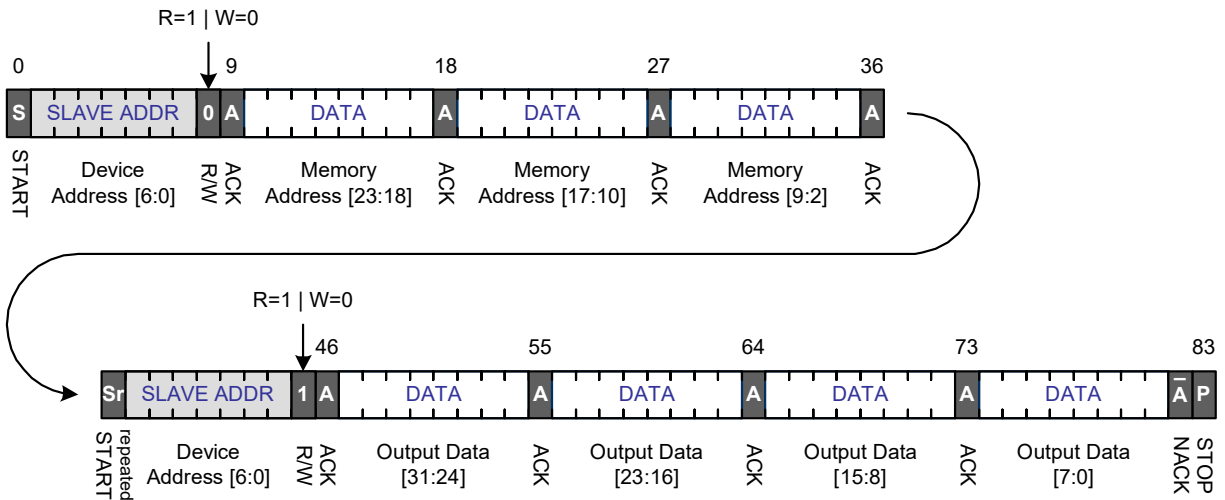 R=1 | W=0
0 9 18 27 36
S SLAVE ADDR 0 A DATA A DATA A DATA A
START Device Address [6:0] R/W ACK Memory Address [23:18] ACK Memory Address [17:10] ACK Memory Address [9:2] ACK
R=1 | W=0
46 55 64 73 83
Sr SLAVE ADDR 1 A DATA A DATA A DATA A DATA A̅ P
repeated START Device Address [6:0] R/W ACK Output Data [31:24] ACK Output Data [23:16] ACK Output Data [15:8] ACK Output Data [7:0] NACK STOP